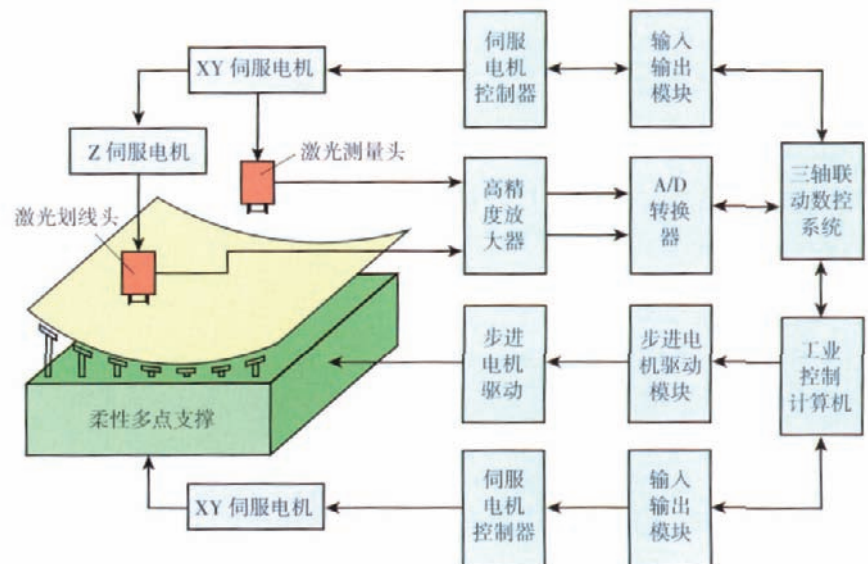 XY 伺服电机
伺服
电机
控制器
输入
输出
模块
Z 伺服电机
激光测量头
激光划线头
高精
度放
大器
A/D
转换
器
三轴联
动数控
系统
步进
电机
驱动
步进电
机驱动
模块
工业
控制
计算机
柔性多点支撑
XY 伺服电机
伺服
电机
控制器
输入
输出
模块